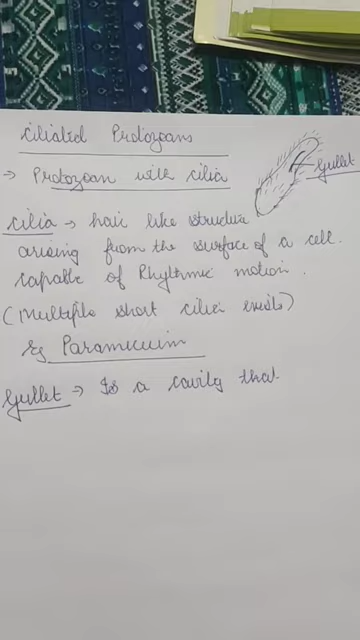 Ciliated Protozoans
→ Protozoan with cilia
Gullet
Cilia → hair like structure
arising from the surface of a cell.
capable of Rhythmic motion.
(Multiple short cilia exists)
Eg Paramecium
Gullet → Is a cavity that